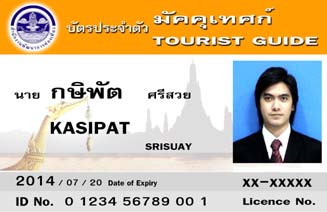 บัตรประจำตัว มัคคุเทศก์
TOURIST GUIDE
นาย กษิพัต ศรีสวย
KASIPAT
SRISUAY
2014 / 07 / 20 Date of Expiry
XX-XXXXX
ID No. 0 1234 56789 00 1
Licence No.